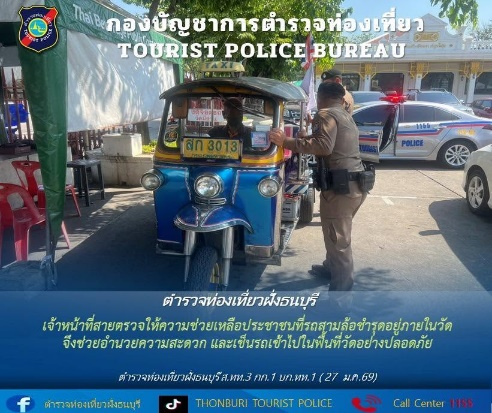 กองบัญชาการตำรวจท่องเที่ยว
TOURIST POLICE BUREAU
สภ 3013
1155
POLICE
ตำรวจท่องเที่ยวฝั่งธนบุรี
เจ้าหน้าที่สายตรวจให้ความช่วยเหลือประชาชนที่รถสามล้อชำรุดอยู่ภายในวัด
จึงช่วยอำนวยความสะดวก และเข็นรถเข้าไปในพื้นที่วัดอย่างปลอดภัย
ตำรวจท่องเที่ยวฝั่งธนบุรี ส.ทท.3 กก.1 บก.ทท.1 ( 27 ม.ค.69)
ตำรวจท่องเที่ยวฝั่งธนบุรี THONBURI TOURIST POLICE Call Center 1155